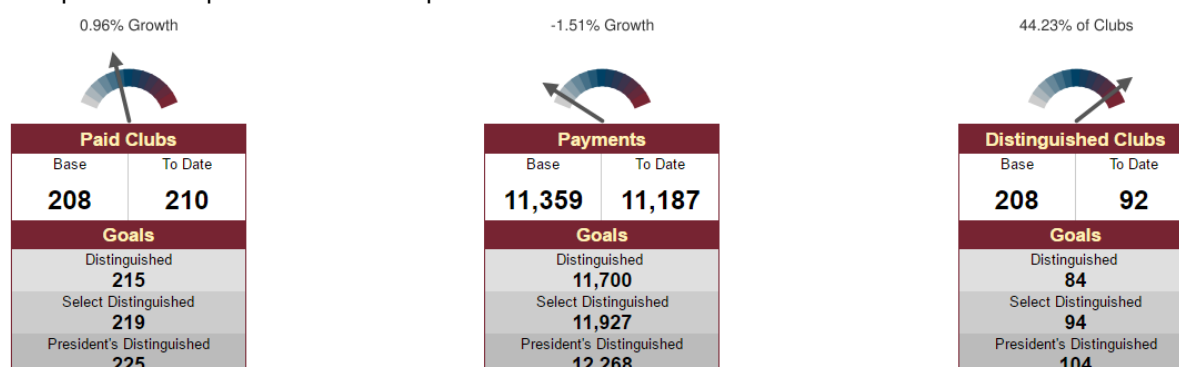 0.96% Growth
Paid Clubs
Base To Date
208 210
Goals
Distinguished
215
Select Distinguished
219
President's Distinguished
225
-1.51% Growth
Payments
Base To Date
11,359 11,187
Goals
Distinguished
11,700
Select Distinguished
11,927
President's Distinguished
12,268
44.23% of Clubs
Distinguished Clubs
Base To Date
208 92
Goals
Distinguished
84
Select Distinguished
94
President's Distinguished
104